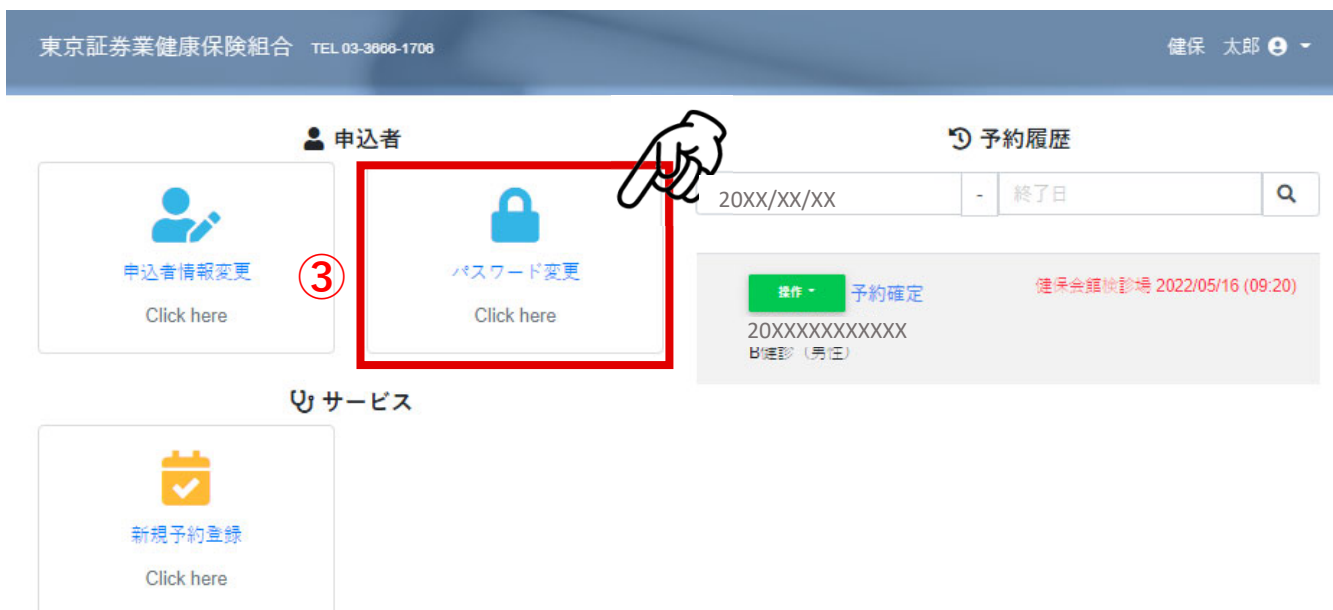 東京証券業健康保険組合 TEL 03-3666-1706
健保 太郎
申込者
申込者情報変更
Click here
③
パスワード変更
Click here
サービス
新規予約登録
Click here
予約履歴
20XX/XX/XX - 終了日
操作 予約確定
健保会館検診場 2022/05/16 (09:20)
20XXXXXXXXXXX
B健診（男性）